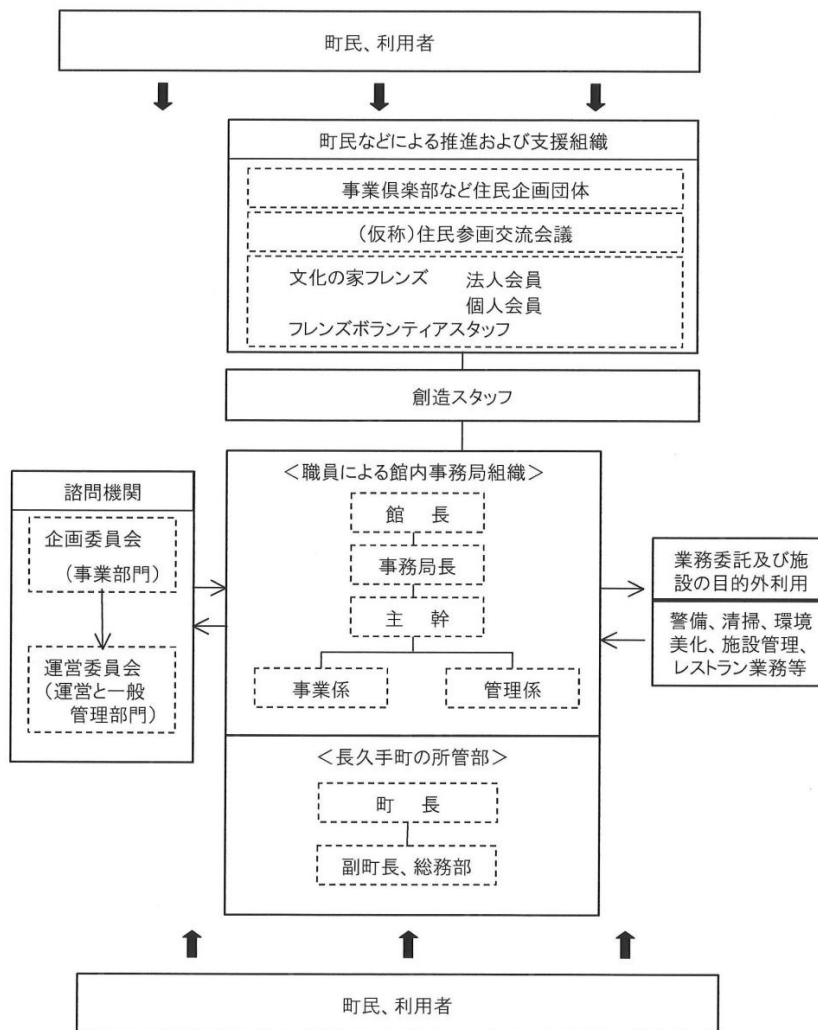 町民、利用者
町民などによる推進および支援組織
事業倶楽部など住民企画団体
(仮称)住民参画交流会議
文化の家フレンズ 法人会員
個人会員
フレンズボランティアスタッフ
創造スタッフ
諮問機関
企画委員会
(事業部門)
運営委員会
(運営と一般
管理部門)
<職員による館内事務局組織>
館 長
事務局長
主 幹
事業係 管理係
業務委託及び施
設の目的外利用
警備、清掃、環境
美化、施設管理、
レストラン業務等
<長久手町の所管部>
町 長
副町長、総務部
町民、利用者